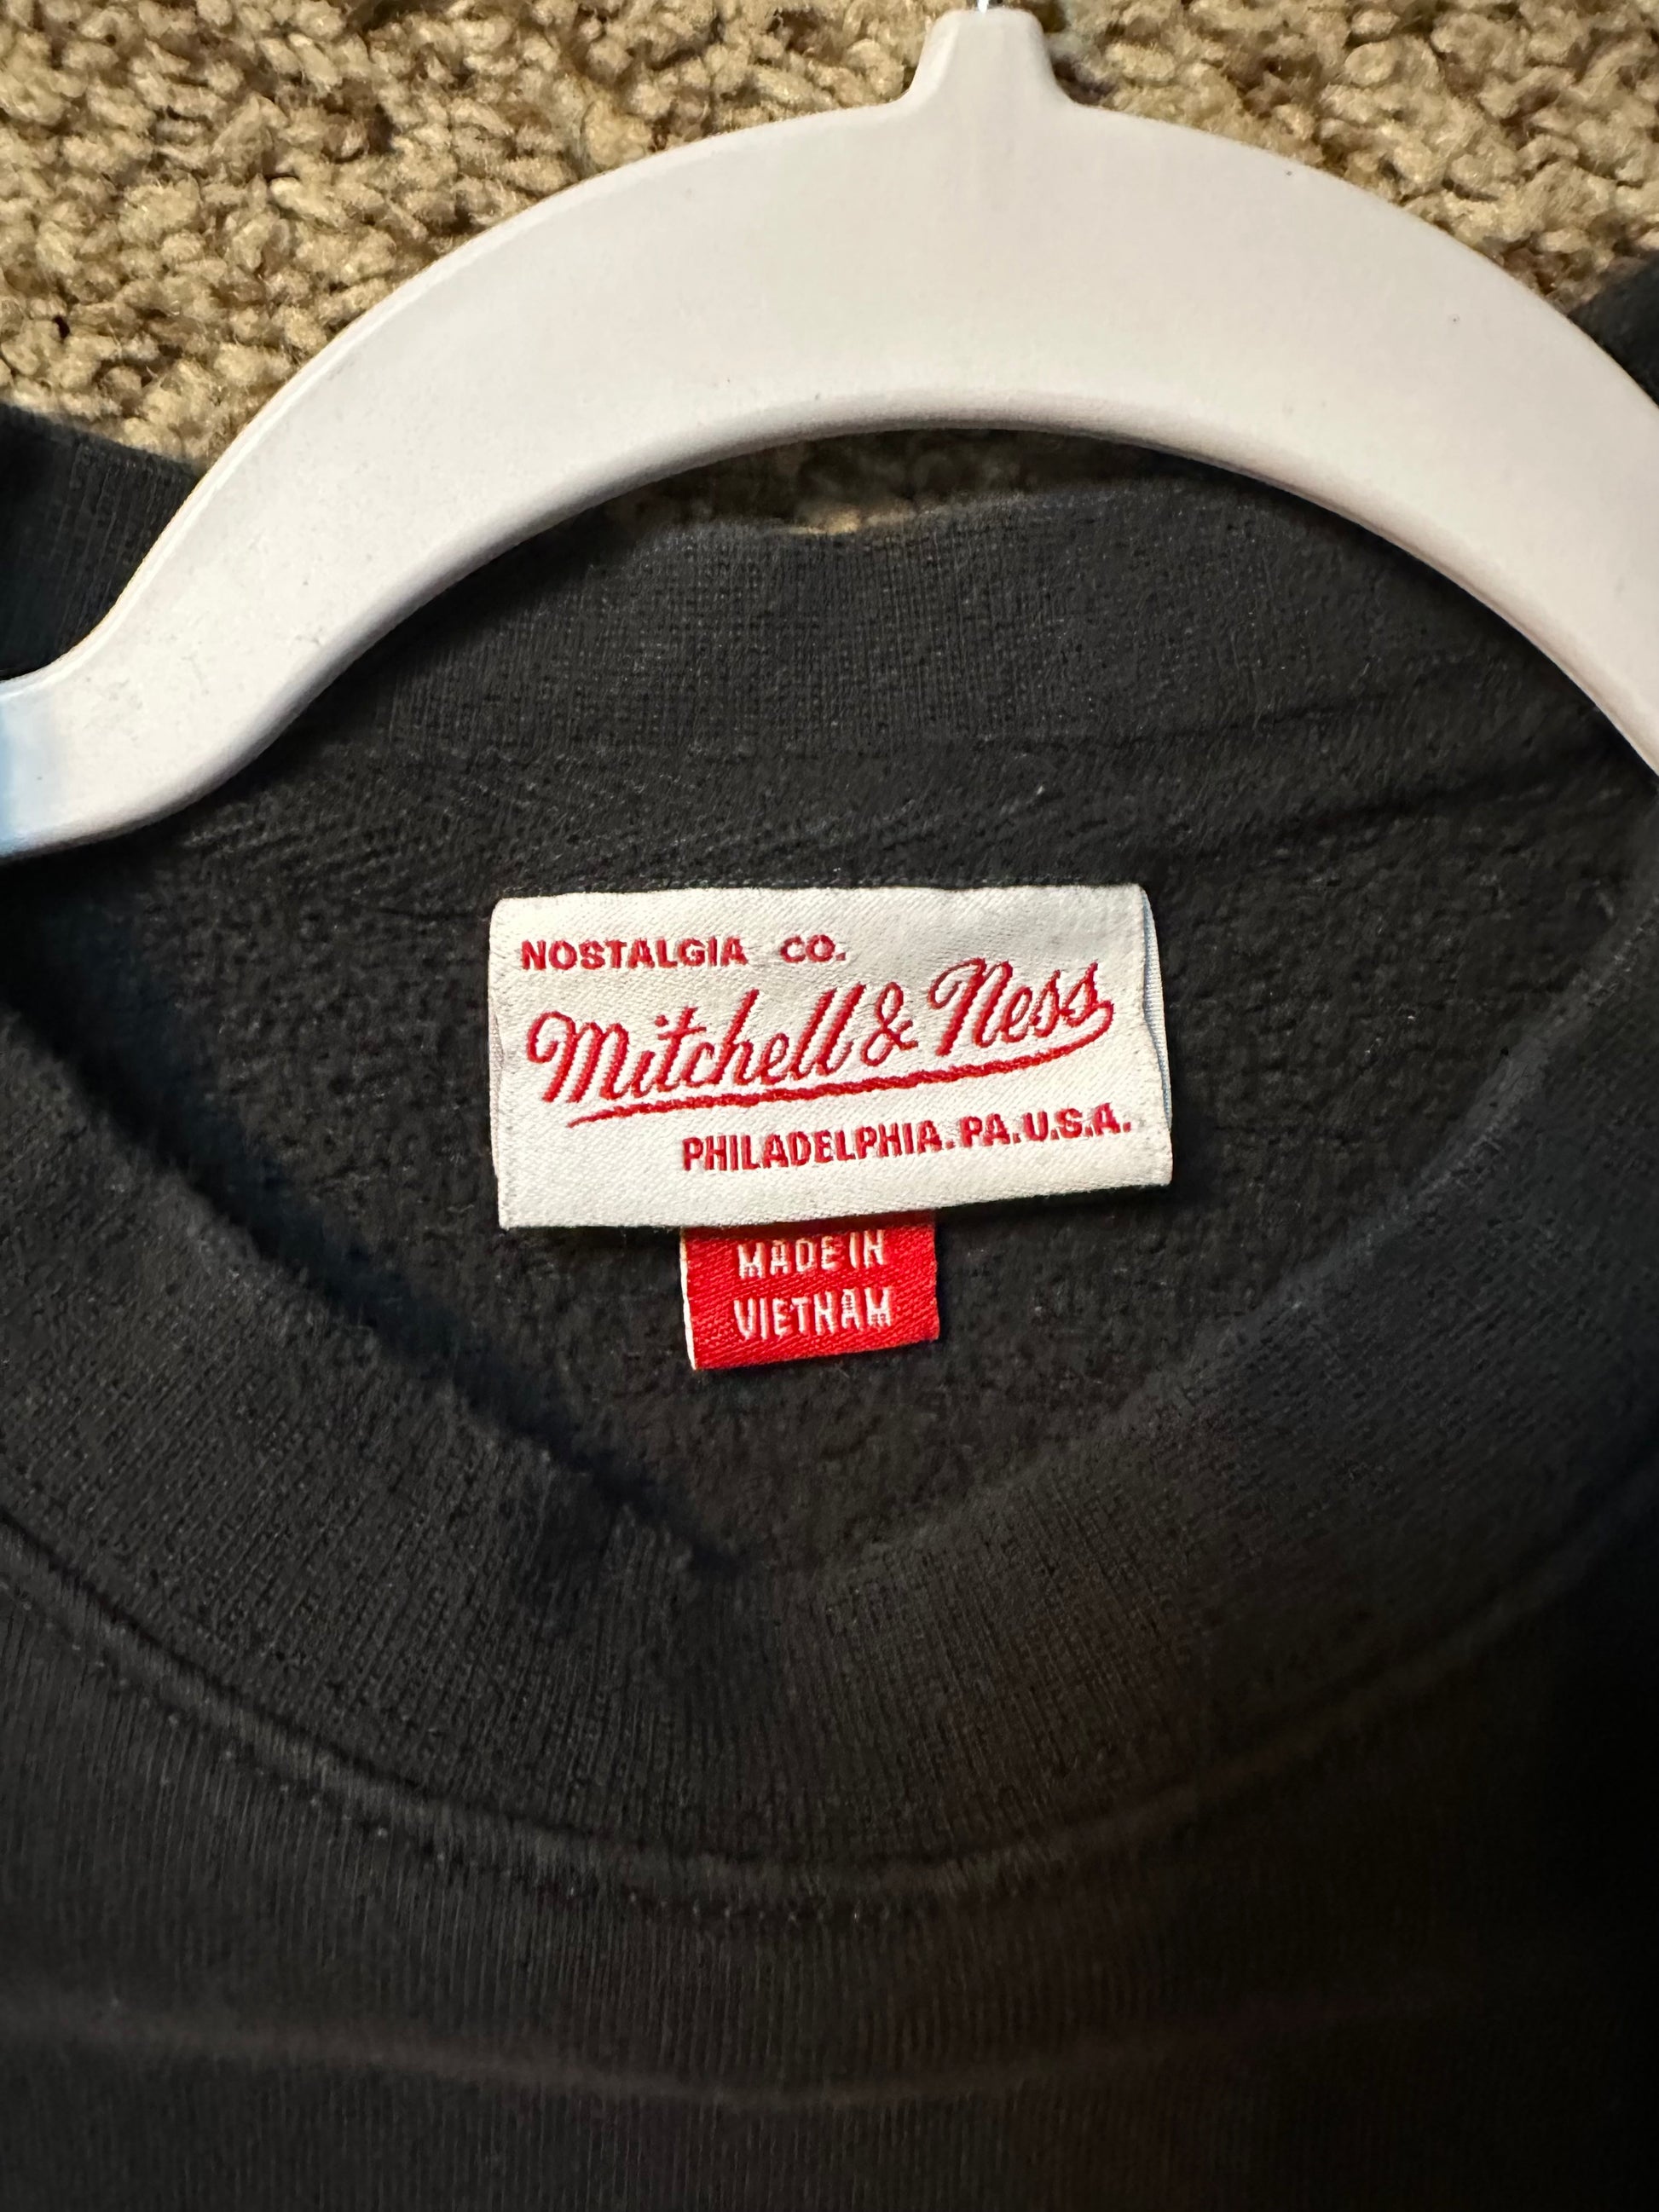 NOSTALGIA CO.
Mitchell & Ness
PHILADELPHIA. PA. U.S.A.
MADE IN
VIETNAM